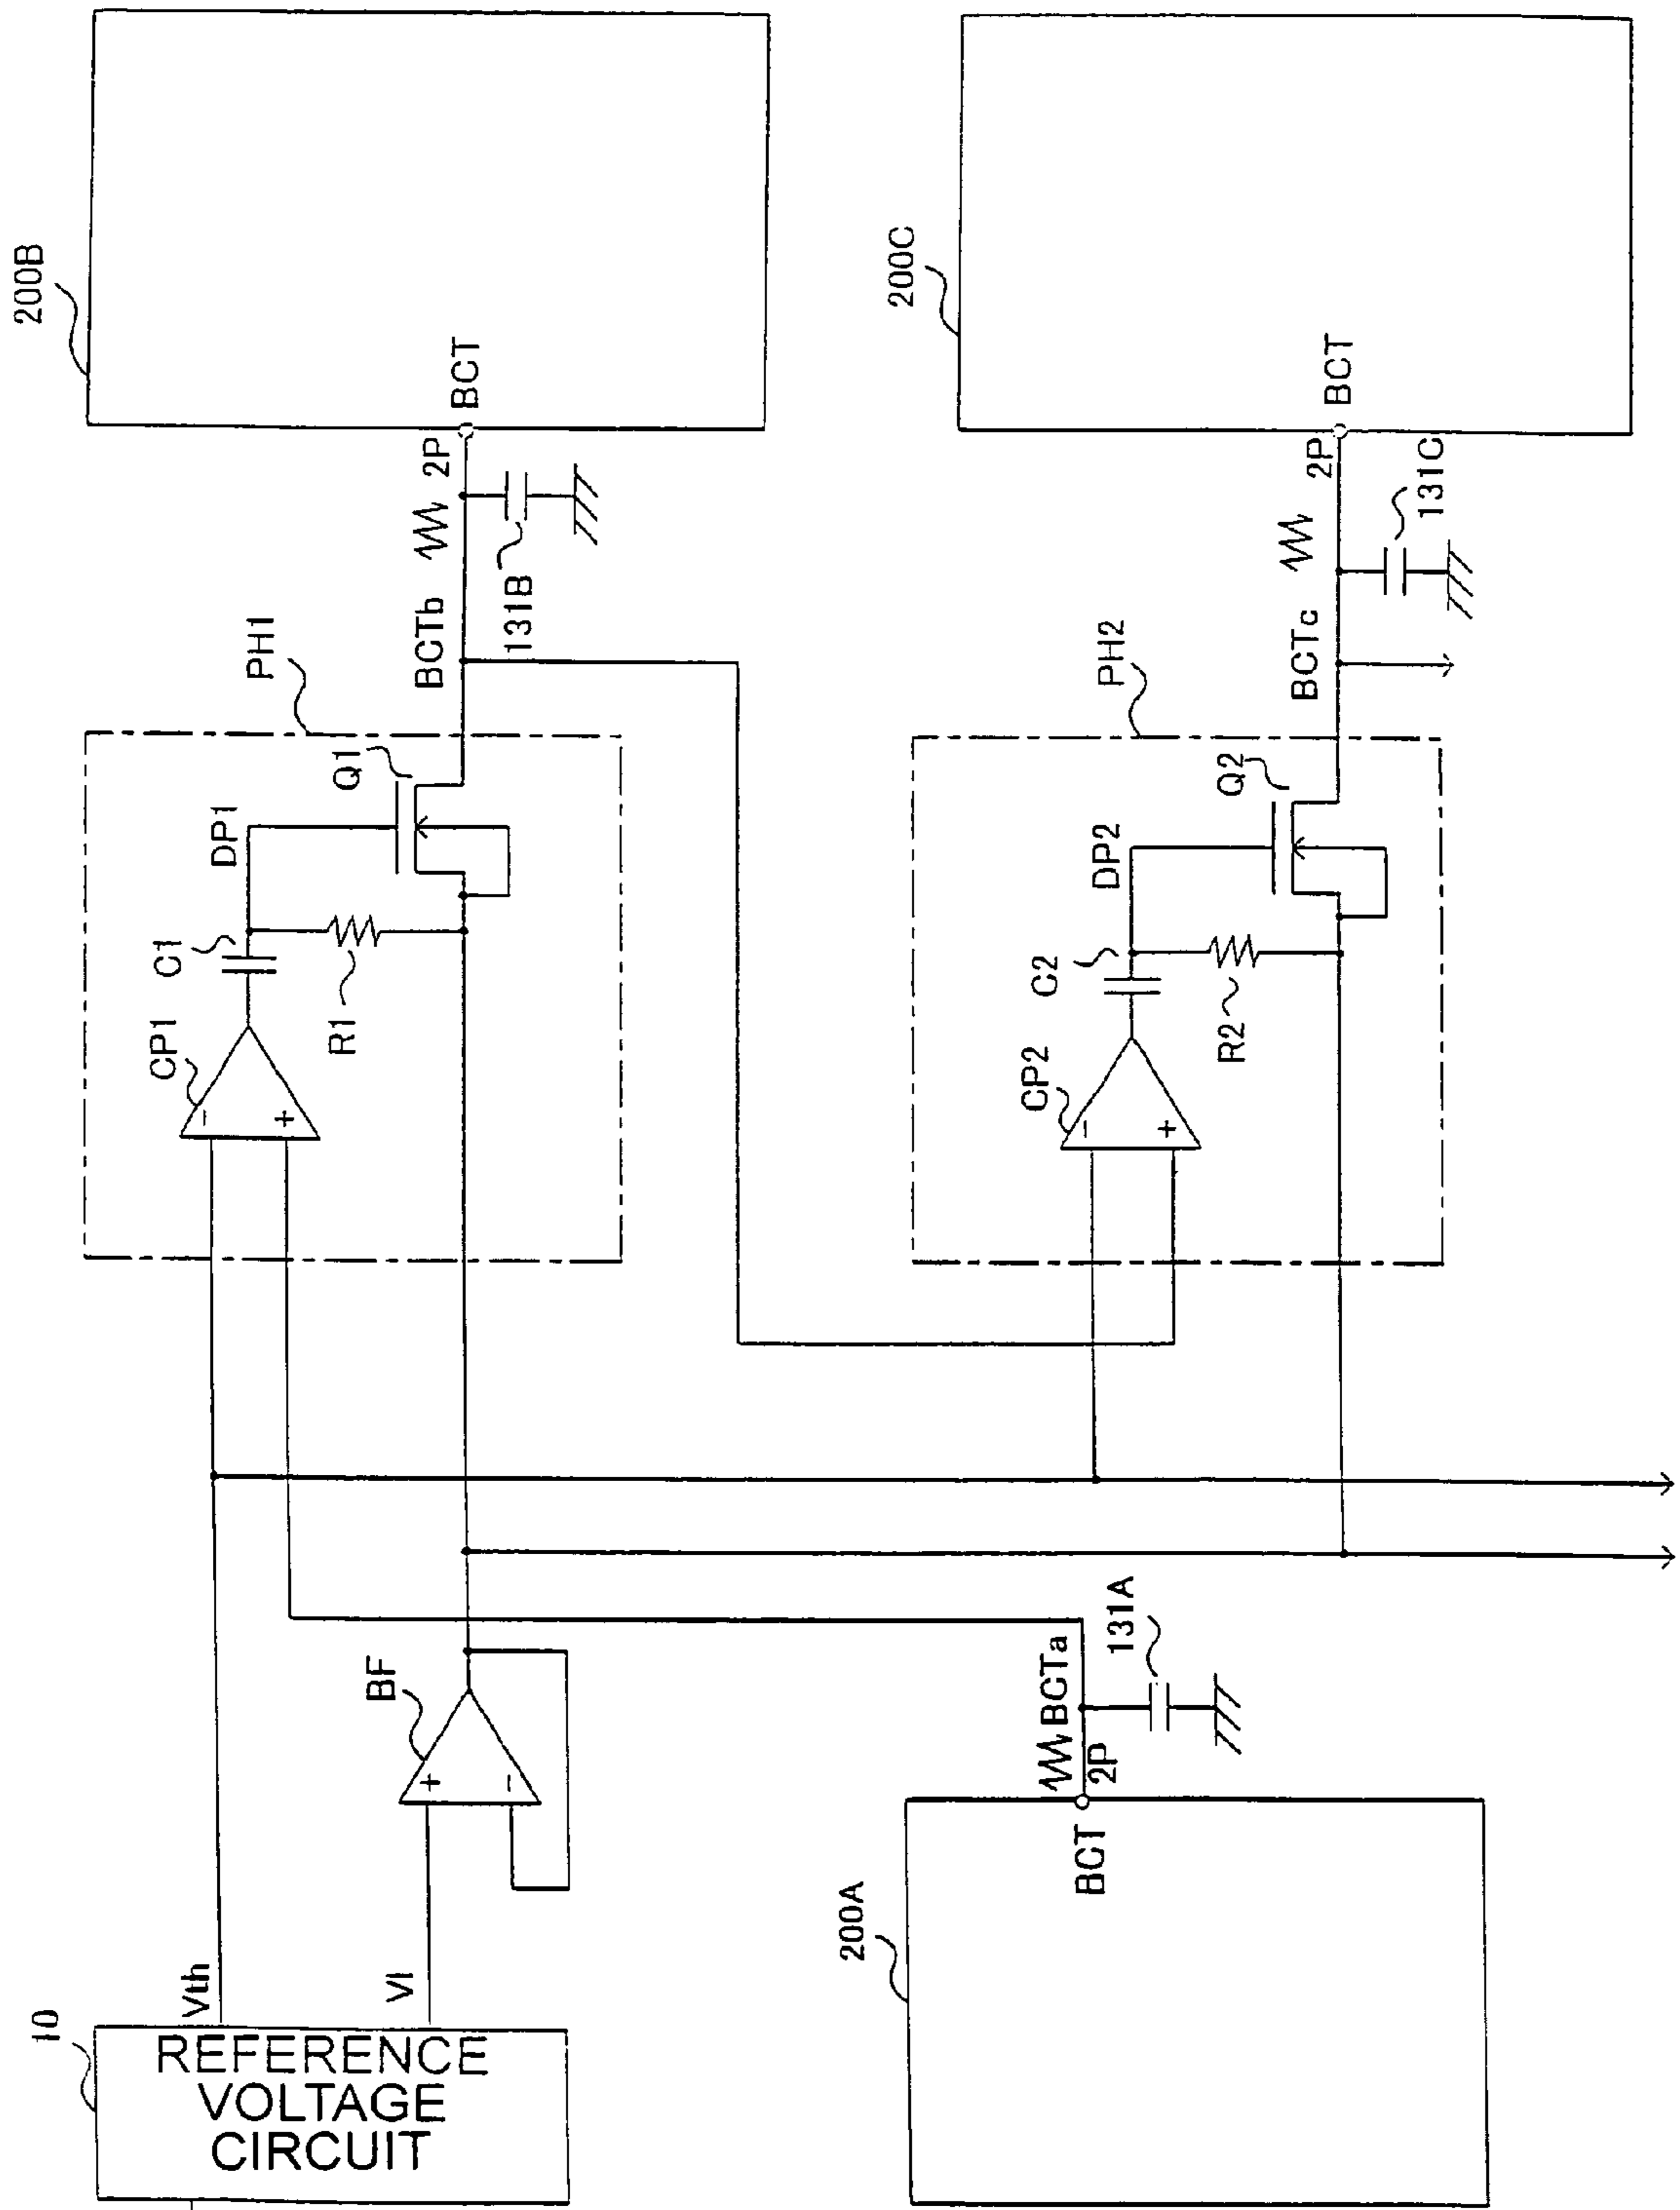 200B
BCT
2P
BCTb
131B
PH1
Q1
DP1
C1
R1
CP1
-
+
200C
BCT
2P
131C
BCTc
PH2
Q2
DP2
C2
R2
CP2
-
+
BF
+
-
131A
BCTa
2P
BCT
200A
Vth
Vl
10
REFERENCE
VOLTAGE
CIRCUIT